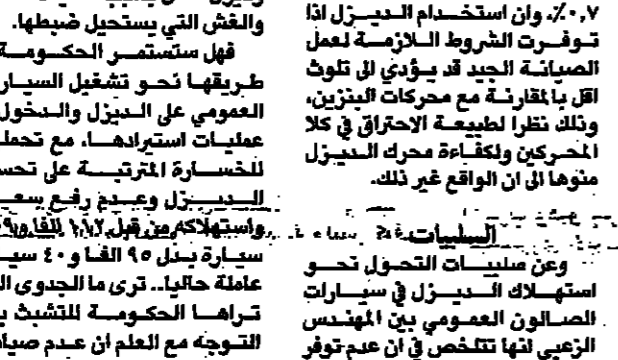 ٠,٧٪. وان استخدام الديزل اذا
توفرت الشروط اللازمة لعمل
الصيانة الجيد قد يؤدي الى تلوث
اقل بالمقارنة مع محركات البنزين،
وذلك نظرا لطبيعة الاحتراق في كلا
المحركين ولكفاءة محرك الديزل
منوها الى ان الواقع غير ذلك.
السلبيات
وعن سلبيات التحول نحو
استهلاك الديزل في سيارات
الصالون العمومي بين المهندس
الزعبي انها تتلخص في ان عدم توفر
والغش التي يستحيل ضبطها.
فهل ستستمر الحكومة
طريقها نحو تشغيل السيار
العمومي على الديزل والدخول
عمليات استيرادها، مع تحمل
للخسارة المترتبة على تحس
الديزل وعدم رفع سعر
واستهلاكه من قبل ١١٢ الفا و
سيارة بدل ٩٥ الفا و٤٠ سيـ
عاملة حاليا.. ترى ما الجدوى ال
تراها الحكومة للتشبث ب
التوجه مع العلم ان عدم صيا